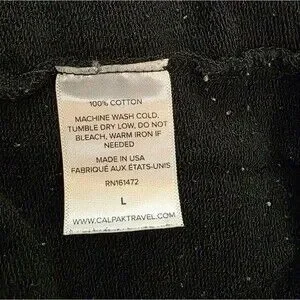 100% COTTON
MACHINE WASH COLD,
TUMBLE DRY LOW, DO NOT
BLEACH, WARM IRON IF
NEEDED
MADE IN USA
FABRIQUÉ AUX ÉTATS-UNIS
RN161472
L
WWW.CALPAKTRAVEL.COM